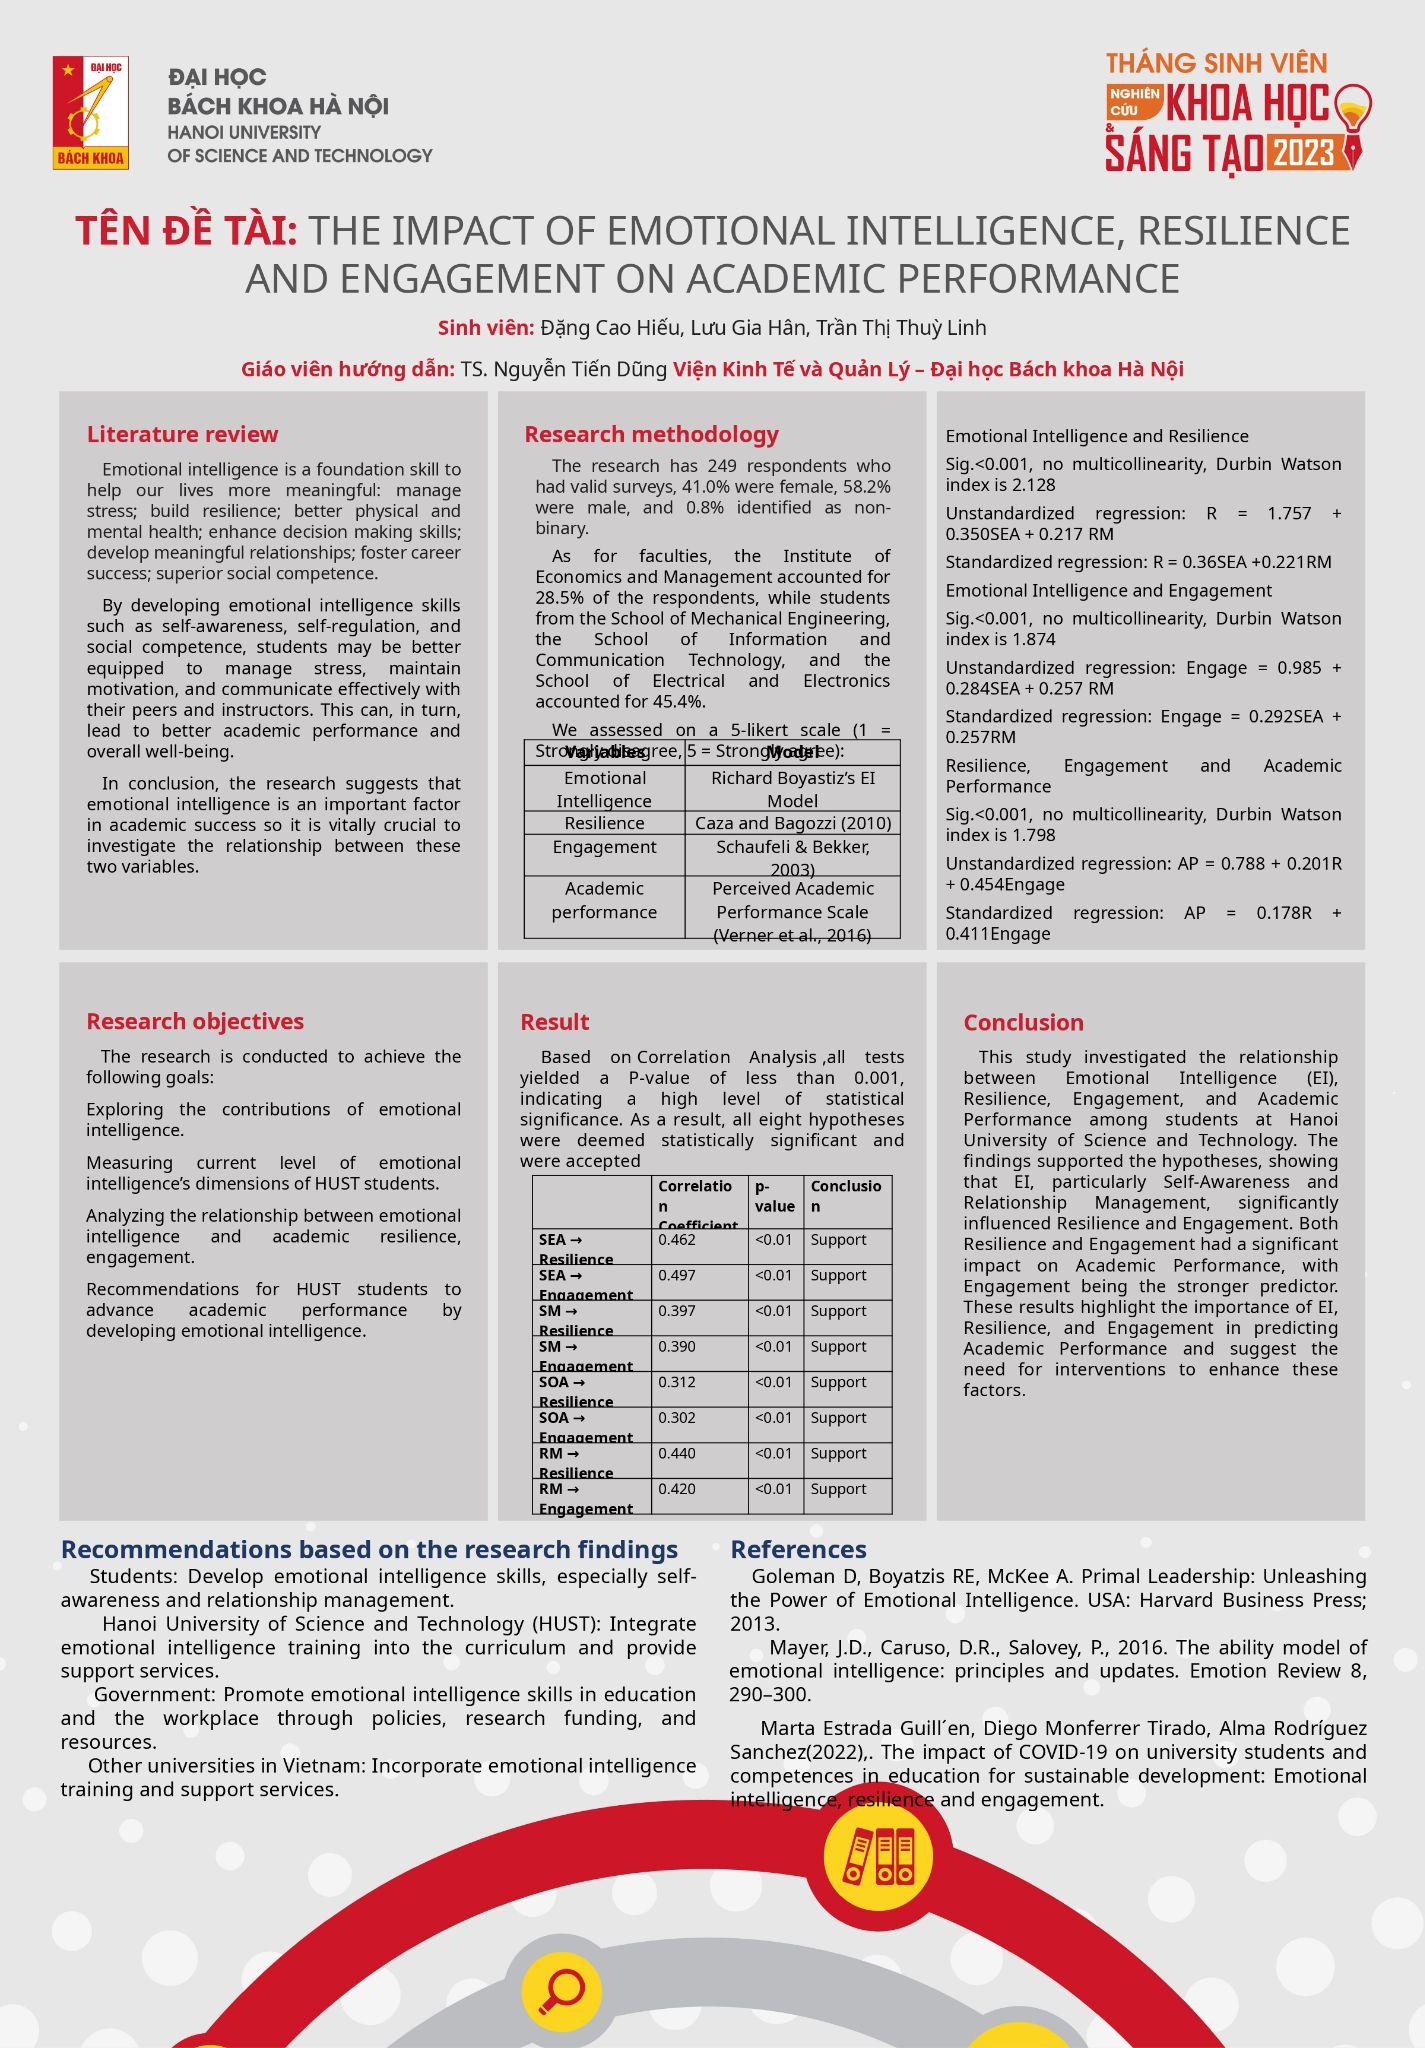 ĐẠI HỌC
BÁCH KHOA
ĐẠI HỌC
BÁCH KHOA HÀ NỘI
HANOI UNIVERSITY
OF SCIENCE AND TECHNOLOGY
THÁNG SINH VIÊN
NGHIÊN
CỨU
KHOA HỌC
&
SÁNG TẠO 2023
TÊN ĐỀ TÀI: THE IMPACT OF EMOTIONAL INTELLIGENCE, RESILIENCE
AND ENGAGEMENT ON ACADEMIC PERFORMANCE
Sinh viên: Đặng Cao Hiếu, Lưu Gia Hân, Trần Thị Thuỳ Linh
Giáo viên hướng dẫn: TS. Nguyễn Tiến Dũng Viện Kinh Tế và Quản Lý – Đại học Bách khoa Hà Nội
Literature review
Emotional intelligence is a foundation skill to
help our lives more meaningful: manage
stress; build resilience; better physical and
mental health; enhance decision making skills;
develop meaningful relationships; foster career
success; superior social competence.
By developing emotional intelligence skills
such as self-awareness, self-regulation, and
social competence, students may be better
equipped to manage stress, maintain
motivation, and communicate effectively with
their peers and instructors. This can, in turn,
lead to better academic performance and
overall well-being.
In conclusion, the research suggests that
emotional intelligence is an important factor
in academic success so it is vitally crucial to
investigate the relationship between these
two variables.
Research methodology
The research has 249 respondents who
had valid surveys, 41.0% were female, 58.2%
were male, and 0.8% identified as non-
binary.
As for faculties, the Institute of
Economics and Management accounted for
28.5% of the respondents, while students
from the School of Mechanical Engineering,
the School of Information and
Communication Technology, and the
School of Electrical and Electronics
accounted for 45.4%.
We assessed on a 5-likert scale (1 =
Strongly disagree, 5 = Strongly agree):
Variables Model
Emotional Richard Boyastiz’s EI
Intelligence Model
Resilience Caza and Bagozzi (2010)
Engagement Schaufeli & Bekker,
2003)
Academic Perceived Academic
performance Performance Scale
(Verner et al., 2016)
Emotional Intelligence and Resilience
Sig.<0.001, no multicollinearity, Durbin Watson
index is 2.128
Unstandardized regression: R = 1.757 +
0.350SEA + 0.217 RM
Standardized regression: R = 0.36SEA +0.221RM
Emotional Intelligence and Engagement
Sig.<0.001, no multicollinearity, Durbin Watson
index is 1.874
Unstandardized regression: Engage = 0.985 +
0.284SEA + 0.257 RM
Standardized regression: Engage = 0.292SEA +
0.257RM
Resilience, Engagement and Academic
Performance
Sig.<0.001, no multicollinearity, Durbin Watson
index is 1.798
Unstandardized regression: AP = 0.788 + 0.201R
+ 0.454Engage
Standardized regression: AP = 0.178R +
0.411Engage
Research objectives
The research is conducted to achieve the
following goals:
Exploring the contributions of emotional
intelligence.
Measuring current level of emotional
intelligence’s dimensions of HUST students.
Analyzing the relationship between emotional
intelligence and academic resilience,
engagement.
Recommendations for HUST students to
advance academic performance by
developing emotional intelligence.
Result
Based on Correlation Analysis ,all tests
yielded a P-value of less than 0.001,
indicating a high level of statistical
significance. As a result, all eight hypotheses
were deemed statistically significant and
were accepted
Correlatio p- Conclusio
n value n
Coefficient
SEA → 0.462 <0.01 Support
Resilience
SEA → 0.497 <0.01 Support
Engagement
SM → 0.397 <0.01 Support
Resilience
SM → 0.390 <0.01 Support
Engagement
SOA → 0.312 <0.01 Support
Resilience
SOA → 0.302 <0.01 Support
Engagement
RM → 0.440 <0.01 Support
Resilience
RM → 0.420 <0.01 Support
Engagement
Conclusion
This study investigated the relationship
between Emotional Intelligence (EI),
Resilience, Engagement, and Academic
Performance among students at Hanoi
University of Science and Technology. The
findings supported the hypotheses, showing
that EI, particularly Self-Awareness and
Relationship Management, significantly
influenced Resilience and Engagement. Both
Resilience and Engagement had a significant
impact on Academic Performance, with
Engagement being the stronger predictor.
These results highlight the importance of EI,
Resilience, and Engagement in predicting
Academic Performance and suggest the
need for interventions to enhance these
factors.
Recommendations based on the research findings
Students: Develop emotional intelligence skills, especially self-
awareness and relationship management.
Hanoi University of Science and Technology (HUST): Integrate
emotional intelligence training into the curriculum and provide
support services.
Government: Promote emotional intelligence skills in education
and the workplace through policies, research funding, and
resources.
Other universities in Vietnam: Incorporate emotional intelligence
training and support services.
References
Goleman D, Boyatzis RE, McKee A. Primal Leadership: Unleashing
the Power of Emotional Intelligence. USA: Harvard Business Press;
2013.
Mayer, J.D., Caruso, D.R., Salovey, P., 2016. The ability model of
emotional intelligence: principles and updates. Emotion Review 8,
290–300.
Marta Estrada Guill´en, Diego Monferrer Tirado, Alma Rodríguez
Sanchez(2022),. The impact of COVID-19 on university students and
competences in education for sustainable development: Emotional
intelligence, resilience and engagement.